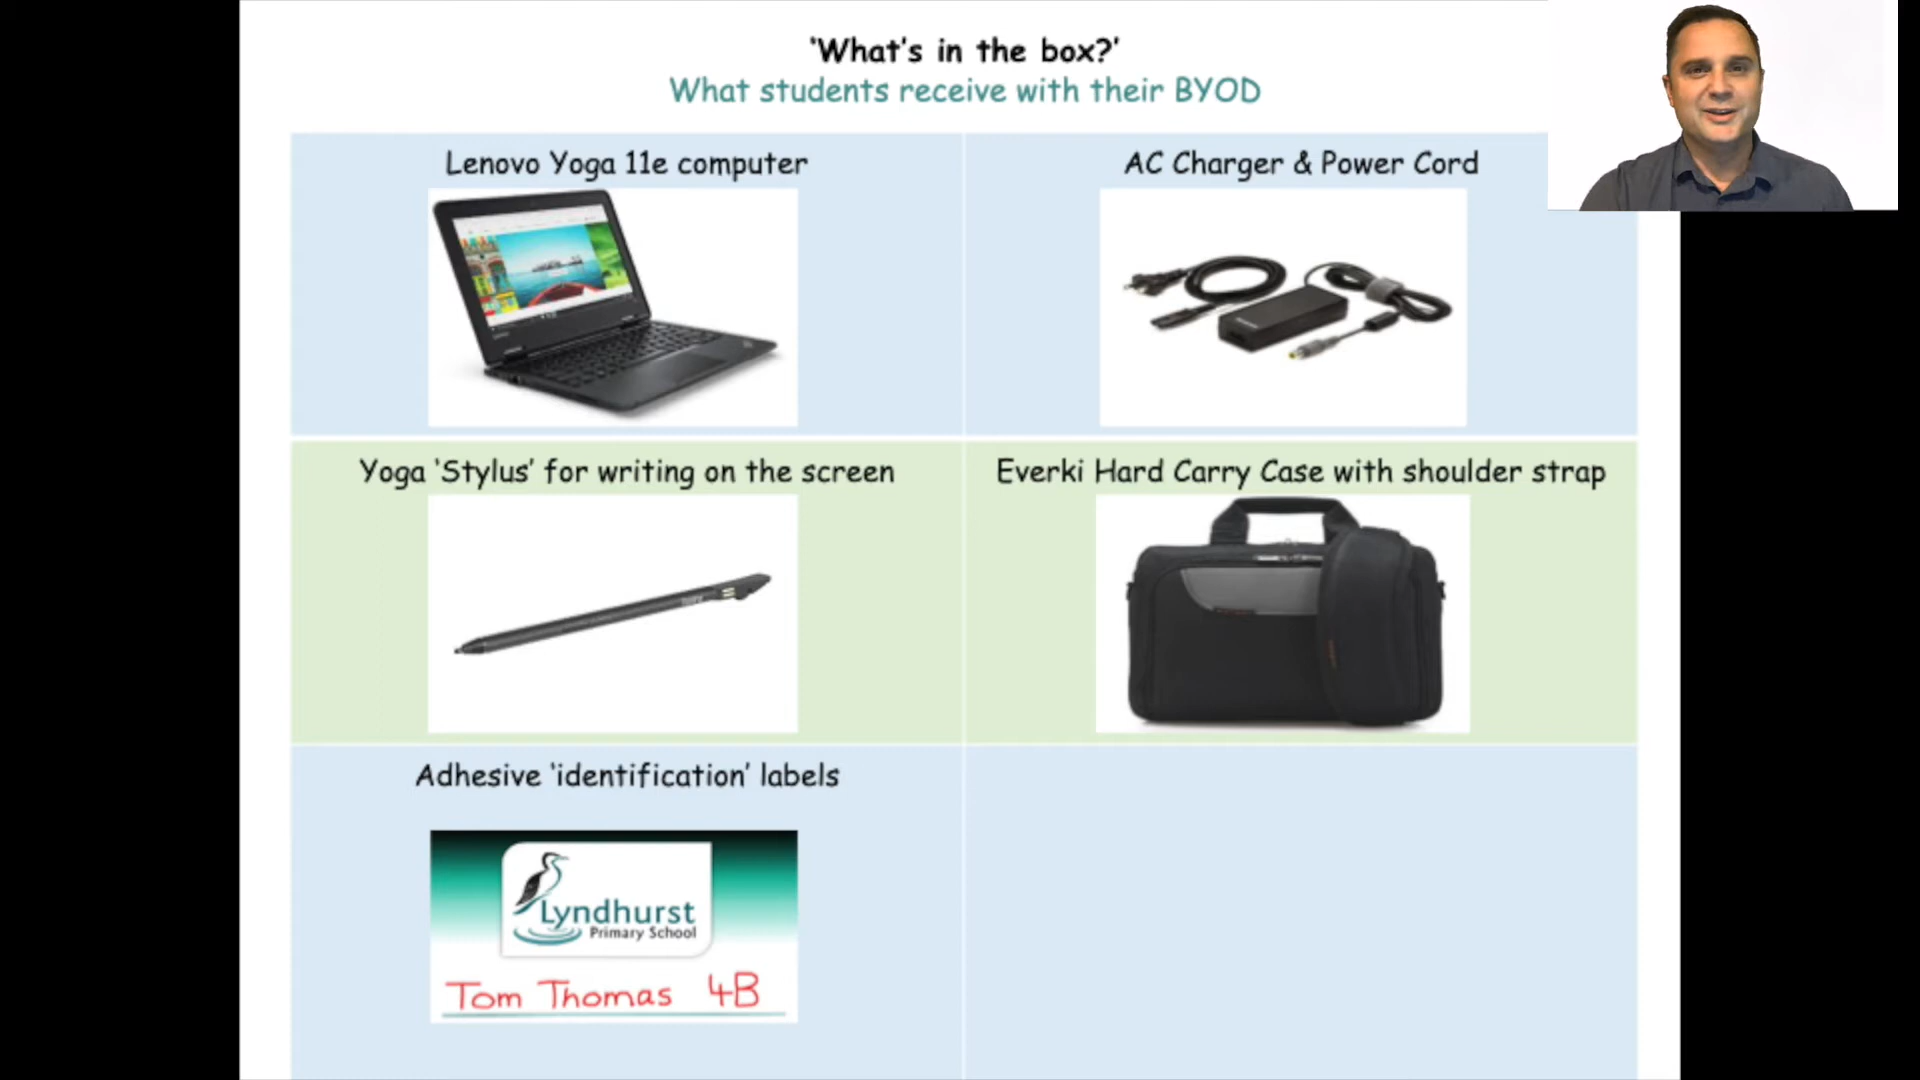 ‘What’s in the box?’
What students receive with their BYOD
Lenovo Yoga 11e computer
AC Charger & Power Cord
Yoga ‘Stylus’ for writing on the screen
Everki Hard Carry Case with shoulder strap
Adhesive ‘identification’ labels
Lyndhurst
Primary School
Tom Thomas 4B